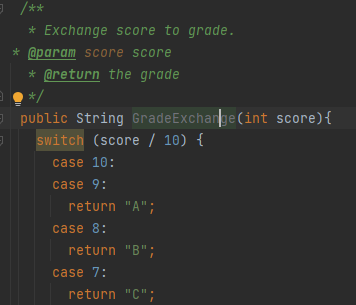 /**
* Exchange score to grade.
* @param score score
* @return the grade
*/
public String GradeExchange(int score){
switch (score / 10) {
case 10:
case 9:
return "A";
case 8:
return "B";
case 7:
return "C";